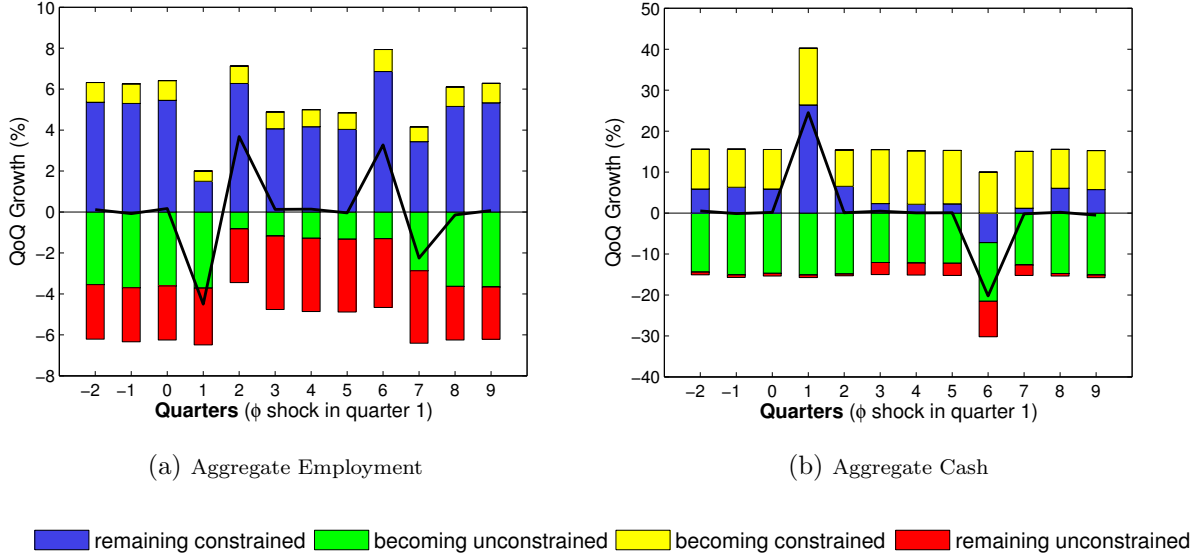 10
8
6
4
2
0
−2
−4
−6
−8
QoQ Growth (%)
−2 −1 0 1 2 3 4 5 6 7 8 9
Quarters (ϕ shock in quarter 1)
(a) Aggregate Employment
50
40
30
20
10
0
−10
−20
−30
−40
QoQ Growth (%)
−2 −1 0 1 2 3 4 5 6 7 8 9
Quarters (ϕ shock in quarter 1)
(b) Aggregate Cash
remaining constrained becoming unconstrained becoming constrained remaining unconstrained